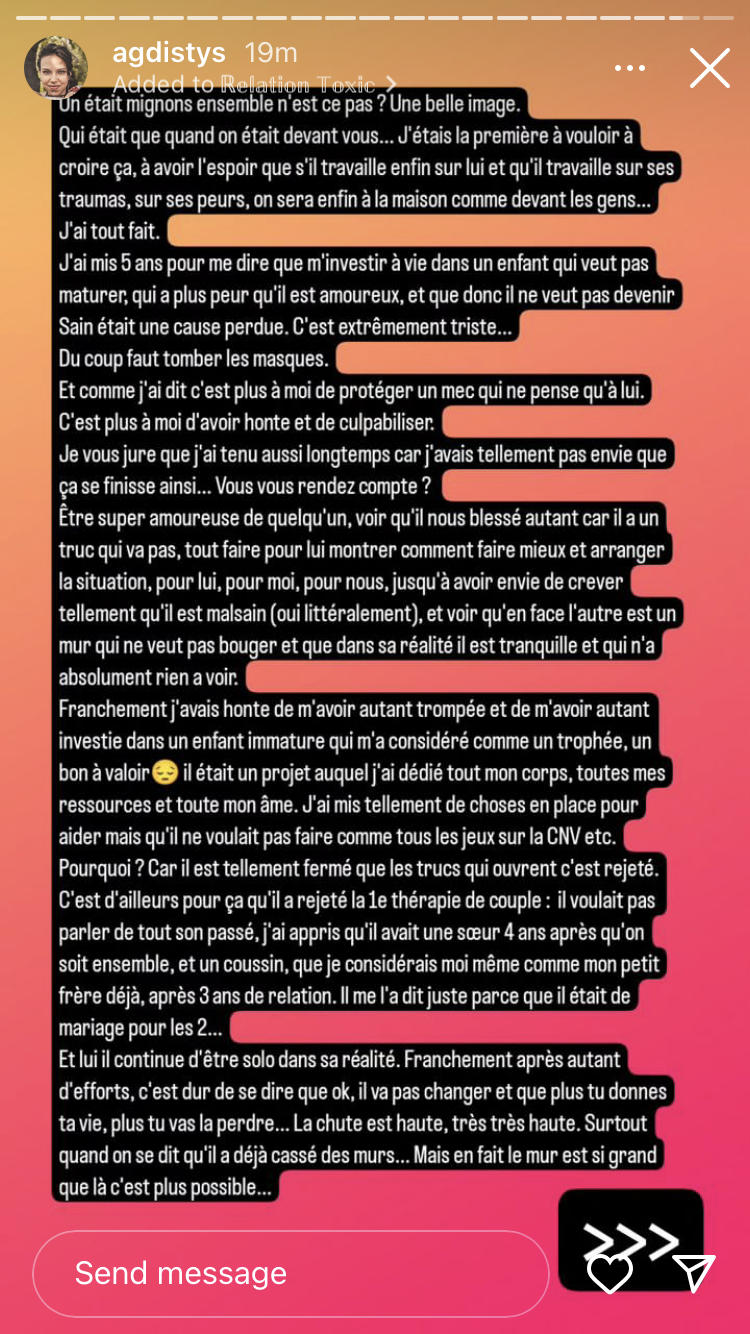 agdistys 19m
Added to ℝ𝕖𝕝𝕒𝕥𝕚𝕠𝕟 𝕋𝕠𝕩𝕚𝕔 >
On était mignons ensemble n'est ce pas ? Une belle image.
Qui était que quand on était devant vous... J'étais la première à vouloir à
croire ça, à avoir l'espoir que s'il travaille enfin sur lui et qu'il travaille sur ses
traumas, sur ses peurs, on sera enfin à la maison comme devant les gens...
J'ai tout fait.
J'ai mis 5 ans pour me dire que m'investir à vie dans un enfant qui veut pas
maturer, qui a plus peur qu'il est amoureux, et que donc il ne veut pas devenir
Sain était une cause perdue. C'est extrêmement triste...
Du coup faut tomber les masques.
Et comme j'ai dit c'est plus à moi de protéger un mec qui ne pense qu'à lui.
C'est plus à moi d'avoir honte et de culpabiliser.
Je vous jure que j'ai tenu aussi longtemps car j'avais tellement pas envie que
ça se finisse ainsi... Vous vous rendez compte ?
Être super amoureuse de quelqu'un, voir qu'il nous blessé autant car il a un
truc qui va pas, tout faire pour lui montrer comment faire mieux et arranger
la situation, pour lui, pour moi, pour nous, jusqu'à avoir envie de crever
tellement qu'il est malsain (oui littéralement), et voir qu'en face l'autre est un
mur qui ne veut pas bouger et que dans sa réalité il est tranquille et qui n'a
absolument rien a voir.
Franchement j'avais honte de m'avoir autant trompée et de m'avoir autant
investie dans un enfant immature qui m'a considéré comme un trophée, un
bon à valoir😔 il était un projet auquel j'ai dédié tout mon corps, toutes mes
ressources et toute mon âme. J'ai mis tellement de choses en place pour
aider mais qu'il ne voulait pas faire comme tous les jeux sur la CNV etc.
Pourquoi ? Car il est tellement fermé que les trucs qui ouvrent c'est rejeté.
C'est d'ailleurs pour ça qu'il a rejeté la 1e thérapie de couple : il voulait pas
parler de tout son passé, j'ai appris qu'il avait une sœur 4 ans après qu'on
soit ensemble, et un coussin, que je considérais moi même comme mon petit
frère déjà, après 3 ans de relation. Il me l'a dit juste parce que il était de
mariage pour les 2...
Et lui il continue d'être solo dans sa réalité. Franchement après autant
d'efforts, c'est dur de se dire que ok, il va pas changer et que plus tu donnes
ta vie, plus tu vas la perdre... La chute est haute, très très haute. Surtout
quand on se dit qu'il a déjà cassé des murs... Mais en fait le mur est si grand
que là c'est plus possible...
>>>
Send message